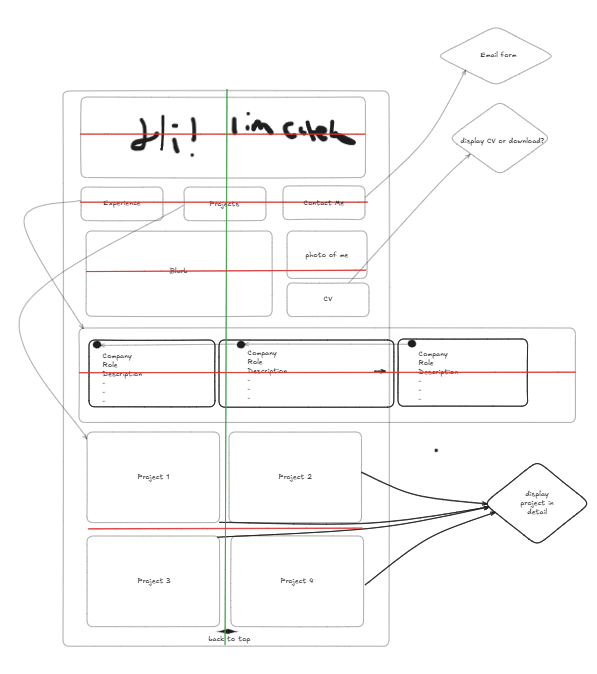 Email form
display CV or download?
Experience
Projects
Contact Me
Blurb
photo of me
CV
Company
Role
Description
-
-
-
Company
Role
Description
-
-
-
Company
Role
Description
-
-
Project 1
Project 2
display
project in
detail
Project 3
Project 4
back to top